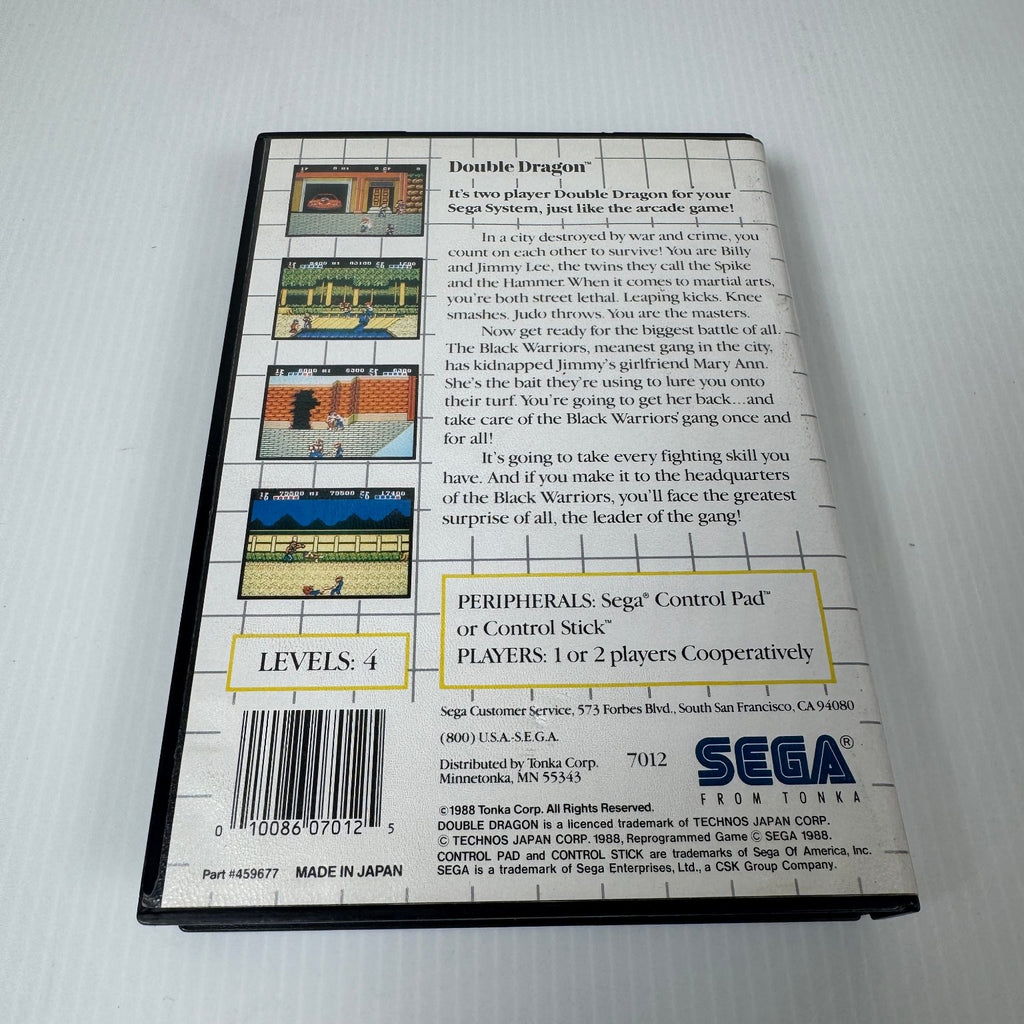 Double Dragon™
It's two player Double Dragon for your
Sega System, just like the arcade game!
In a city destroyed by war and crime, you
count on each other to survive! You are Billy
and Jimmy Lee, the twins they call the Spike
and the Hammer. When it comes to martial arts,
you're both street lethal. Leaping kicks. Knee
smashes. Judo throws. You are the masters.
Now get ready for the biggest battle of all.
The Black Warriors, meanest gang in the city,
has kidnapped Jimmy's girlfriend Mary Ann.
She's the bait they're using to lure you onto
their turf. You're going to get her back...and
take care of the Black Warriors' gang once and
for all!
It's going to take every fighting skill you
have. And if you make it to the headquarters
of the Black Warriors, you'll face the greatest
surprise of all, the leader of the gang!
PERIPHERALS: Sega® Control Pad™
or Control Stick™
PLAYERS: 1 or 2 players Cooperatively
LEVELS: 4
Sega Customer Service, 573 Forbes Blvd., South San Francisco, CA 94080
(800) U.S.A.-S.E.G.A.
Distributed by Tonka Corp. 7012
Minnetonka, MN 55343
SEGA®
FROM TONKA
©1988 Tonka Corp. All Rights Reserved.
DOUBLE DRAGON is a licenced trademark of TECHNOS JAPAN CORP.
© TECHNOS JAPAN CORP. 1988, Reprogrammed Game © SEGA 1988.
CONTROL PAD and CONTROL STICK are trademarks of Sega Of America, Inc.
SEGA is a trademark of Sega Enterprises, Ltd., a CSK Group Company.
0 10086 07012 5
Part #459677 MADE IN JAPAN